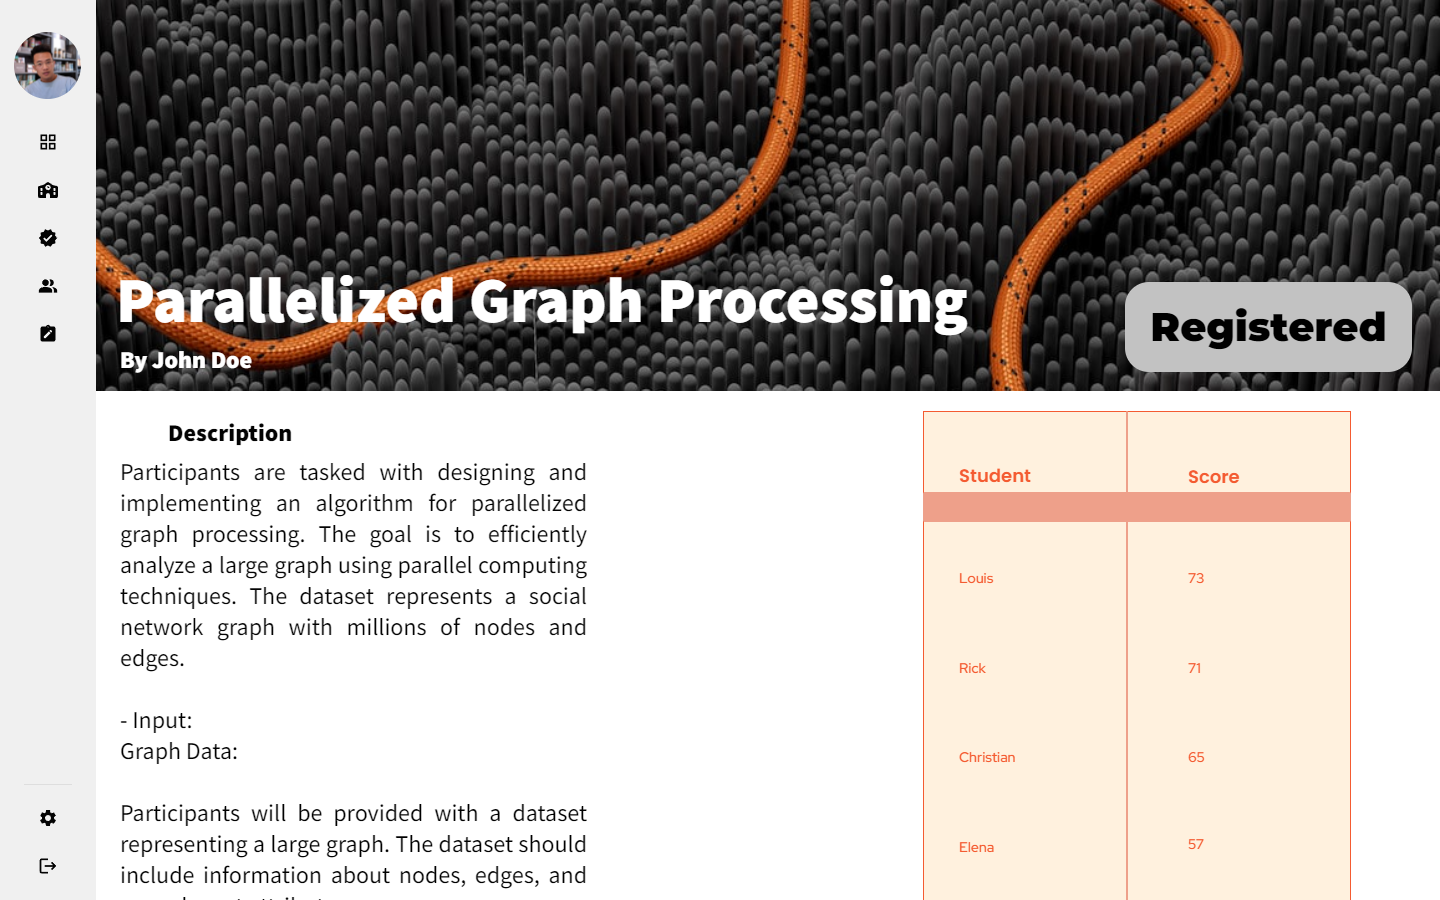 Parallelized Graph Processing
By John Doe
Registered
Description
Participants are tasked with designing and
implementing an algorithm for parallelized
graph processing. The goal is to efficiently
analyze a large graph using parallel computing
techniques. The dataset represents a social
network graph with millions of nodes and
edges.
- Input:
Graph Data:
Participants will be provided with a dataset
representing a large graph. The dataset should
include information about nodes, edges, and
Student Score
Louis 73
Rick 71
Christian 65
Elena 57